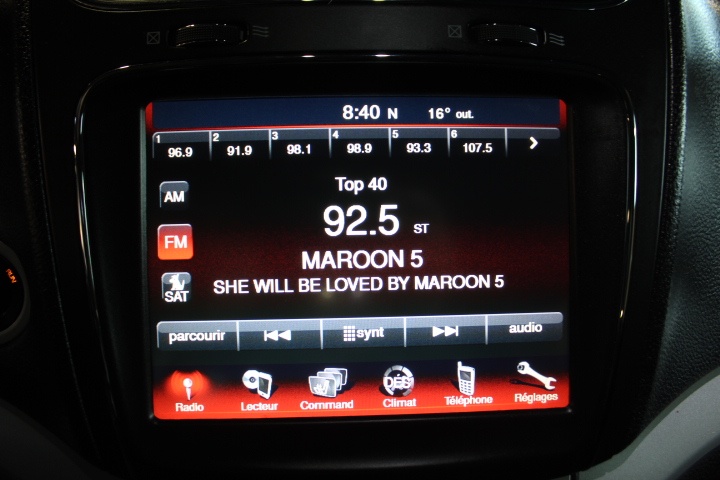 8:40 N 16° out.
1 2 3 4 5 6
96.9 91.9 98.1 98.9 93.3 107.5 >
Top 40
AM
92.5 ST
FM
MAROON 5
SAT
SHE WILL BE LOVED BY MAROON 5
parcourir synt audio
DÉG
Radio Lecteur Command Climat Téléphone Réglages